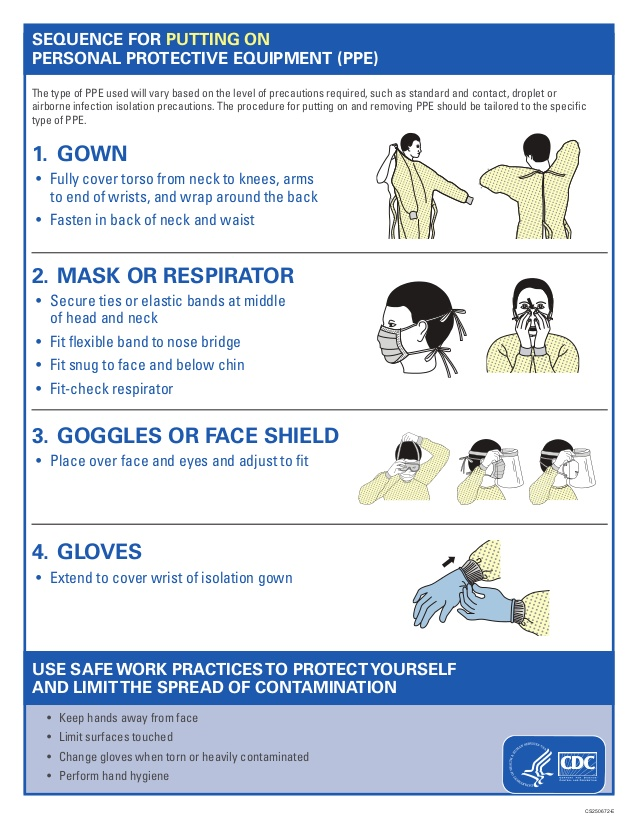 SEQUENCE FOR PUTTING ON
PERSONAL PROTECTIVE EQUIPMENT (PPE)
The type of PPE used will vary based on the level of precautions required, such as standard and contact, droplet or
airborne infection isolation precautions. The procedure for putting on and removing PPE should be tailored to the specific
type of PPE.
1. GOWN
• Fully cover torso from neck to knees, arms
to end of wrists, and wrap around the back
• Fasten in back of neck and waist
2. MASK OR RESPIRATOR
• Secure ties or elastic bands at middle
of head and neck
• Fit flexible band to nose bridge
• Fit snug to face and below chin
• Fit-check respirator
3. GOGGLES OR FACE SHIELD
• Place over face and eyes and adjust to fit
4. GLOVES
• Extend to cover wrist of isolation gown
USE SAFE WORK PRACTICES TO PROTECT YOURSELF
AND LIMIT THE SPREAD OF CONTAMINATION
• Keep hands away from face
• Limit surfaces touched
• Change gloves when torn or heavily contaminated
• Perform hand hygiene
CDC
CS250672-E